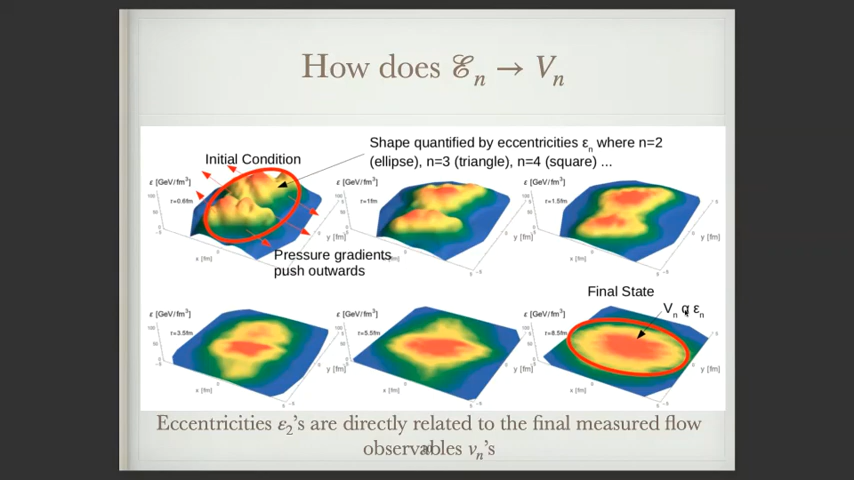 How does ℰn → Vn
Shape quantified by eccentricities εn where n=2
(ellipse), n=3 (triangle), n=4 (square) ...
Initial Condition
ε [GeV/fm³]
τ=0.6fm
x [fm]
y [fm]
Pressure gradients
push outwards
ε [GeV/fm³]
τ=1fm
x [fm]
y [fm]
ε [GeV/fm³]
τ=1.5fm
x [fm]
y [fm]
Final State
Vn α εn
ε [GeV/fm³]
τ=3.5fm
x [fm]
y [fm]
ε [GeV/fm³]
τ=5.5fm
x [fm]
y [fm]
ε [GeV/fm³]
τ=8.5fm
x [fm]
y [fm]
Eccentricities ε2's are directly related to the final measured flow
observables vn's